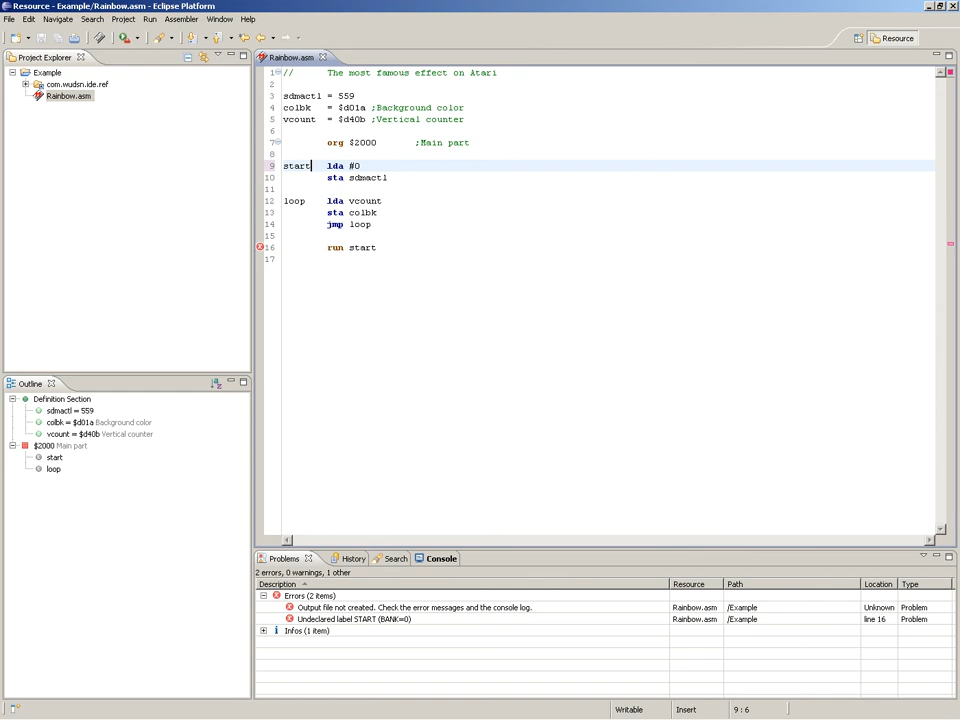 Resource - Example/Rainbow.asm - Eclipse Platform
File Edit Navigate Search Project Run Assembler Window Help
Resource
Project Explorer
Example
com.wudsn.ide.ref
Rainbow.asm
Rainbow.asm
1 // The most famous effect on Atari
2
3 sdmactl = 559
4 colbk = $d01a ;Background color
5 vcount = $d40b ;Vertical counter
6
7 org $2000 ;Main part
8
9 start lda #0
10 sta sdmactl
11
12 loop lda vcount
13 sta colbk
14 jmp loop
15
16 run start
17
Outline
Definition Section
sdmactl = 559
colbk = $d01a Background color
vcount = $d40b Vertical counter
$2000 Main part
start
loop
Problems History Search Console
2 errors, 0 warnings, 1 other
Description Resource Path Location Type
Errors (2 items)
Output file not created. Check the error messages and the console log. Rainbow.asm /Example Unknown Problem
Undeclared label START (BANK=0) Rainbow.asm /Example line 16 Problem
Infos (1 item)
Writable Insert 9 : 6